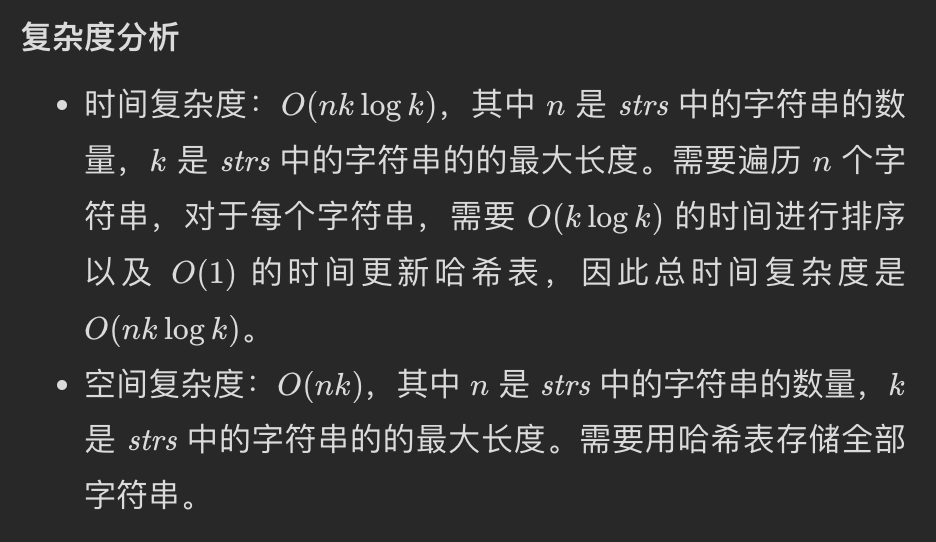 复杂度分析
• 时间复杂度：O(nk log k)，其中 n 是 strs 中的字符串的数
量，k 是 strs 中的字符串的的最大长度。需要遍历 n 个字
符串，对于每个字符串，需要 O(k log k) 的时间进行排序
以及 O(1) 的时间更新哈希表，因此总时间复杂度是
O(nk log k)。
• 空间复杂度：O(nk)，其中 n 是 strs 中的字符串的数量，k
是 strs 中的字符串的的最大长度。需要用哈希表存储全部
字符串。